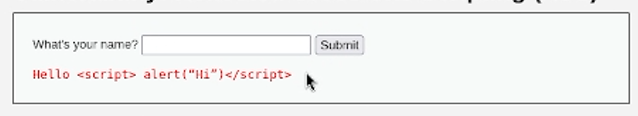 What's your name? Submit
Hello <script> alert(“Hi”)</script>